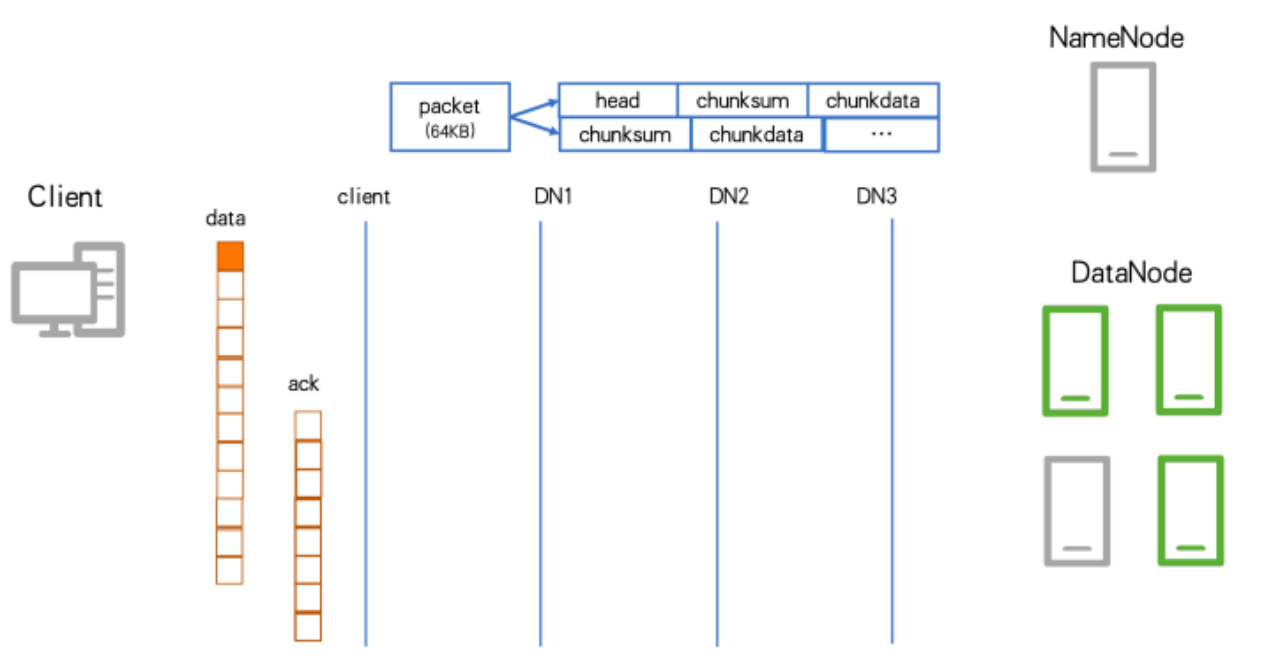 NameNode
packet
(64KB)
head chunksum chunkdata
chunksum chunkdata ...
Client
data
client DN1 DN2 DN3
DataNode
ack